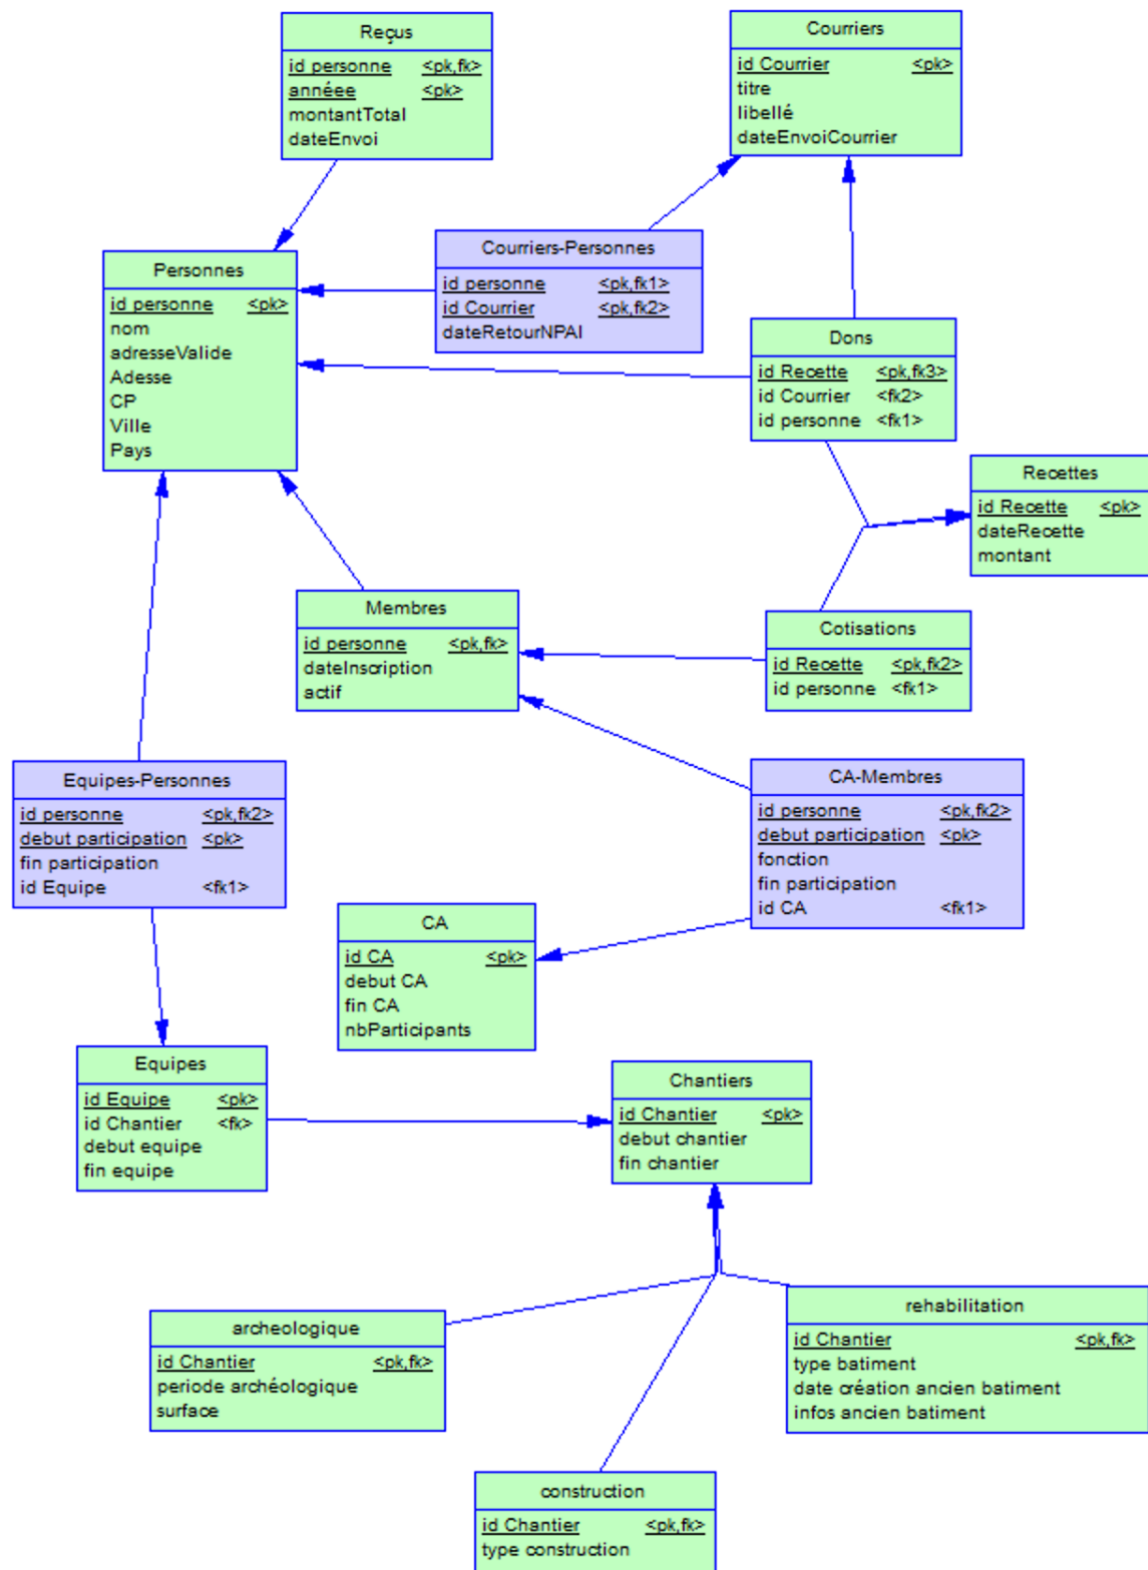 Reçus
id personne <pk,fk>
annéee <pk>
montantTotal
dateEnvoi
Courriers
id Courrier <pk>
titre
libellé
dateEnvoiCourrier
Courriers-Personnes
id personne <pk,fk1>
id Courrier <pk,fk2>
dateRetourNPAI
Personnes
id personne <pk>
nom
adresseValide
Adesse
CP
Ville
Pays
Dons
id Recette <pk,fk3>
id Courrier <fk2>
id personne <fk1>
Recettes
id Recette <pk>
dateRecette
montant
Membres
id personne <pk,fk>
dateInscription
actif
Cotisations
id Recette <pk,fk2>
id personne <fk1>
Equipes-Personnes
id personne <pk,fk2>
debut participation <pk>
fin participation
id Equipe <fk1>
CA-Membres
id personne <pk,fk2>
debut participation <pk>
fonction
fin participation
id CA <fk1>
CA
id CA <pk>
debut CA
fin CA
nbParticipants
Equipes
id Equipe <pk>
id Chantier <fk>
debut equipe
fin equipe
Chantiers
id Chantier <pk>
debut chantier
fin chantier
archeologique
id Chantier <pk,fk>
periode archéologique
surface
rehabilitation
id Chantier <pk,fk>
type batiment
date création ancien batiment
infos ancien batiment
construction
id Chantier <pk,fk>
type construction